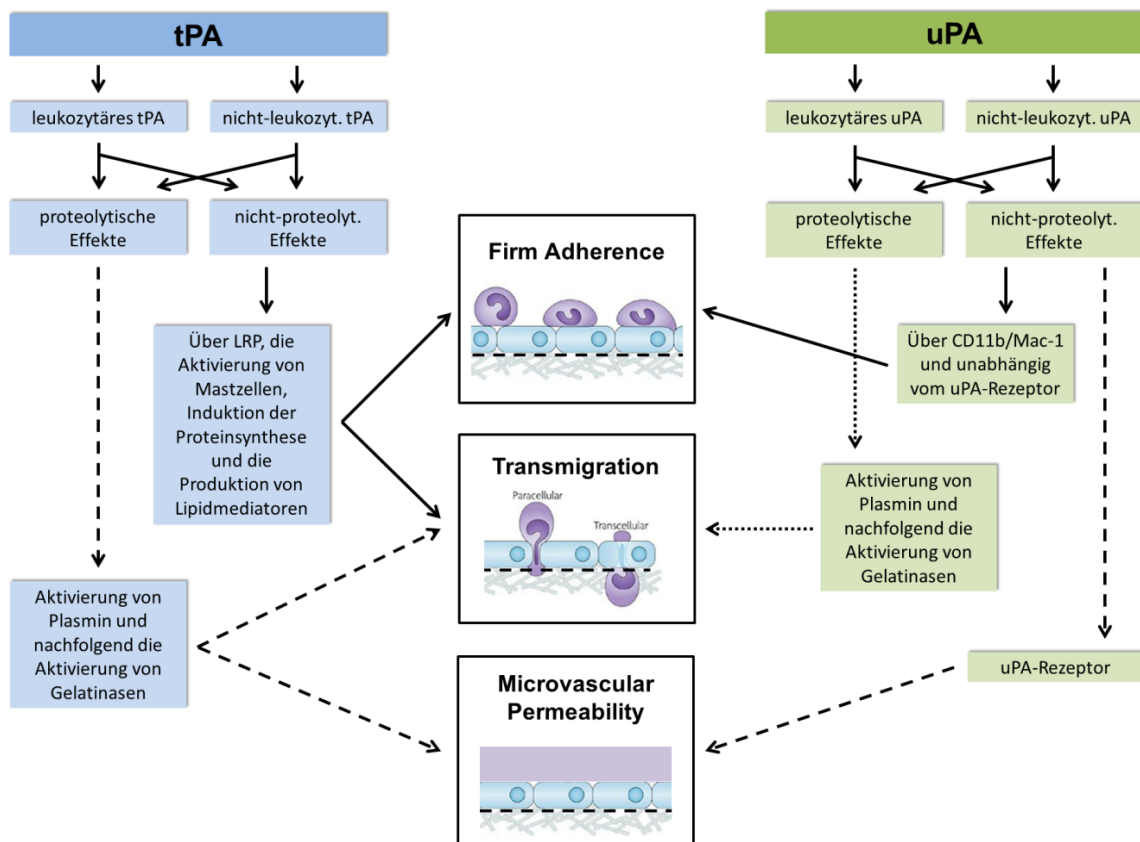 tPA
leukozytäres tPA
nicht-leukozyt. tPA
proteolytische
Effekte
nicht-proteolyt.
Effekte
Über LRP, die
Aktivierung von
Mastzellen,
Induktion der
Proteinsynthese
und die
Produktion von
Lipidmediatoren
Aktivierung von
Plasmin und
nachfolgend die
Aktivierung von
Gelatinasen
Firm Adherence
Transmigration
Paracellular
Transcellular
Microvascular
Permeability
uPA
leukozytäres uPA
nicht-leukozyt. uPA
proteolytische
Effekte
nicht-proteolyt.
Effekte
Über CD11b/Mac-1
und unabhängig
vom uPA-Rezeptor
Aktivierung von
Plasmin und
nachfolgend die
Aktivierung von
Gelatinasen
uPA-Rezeptor